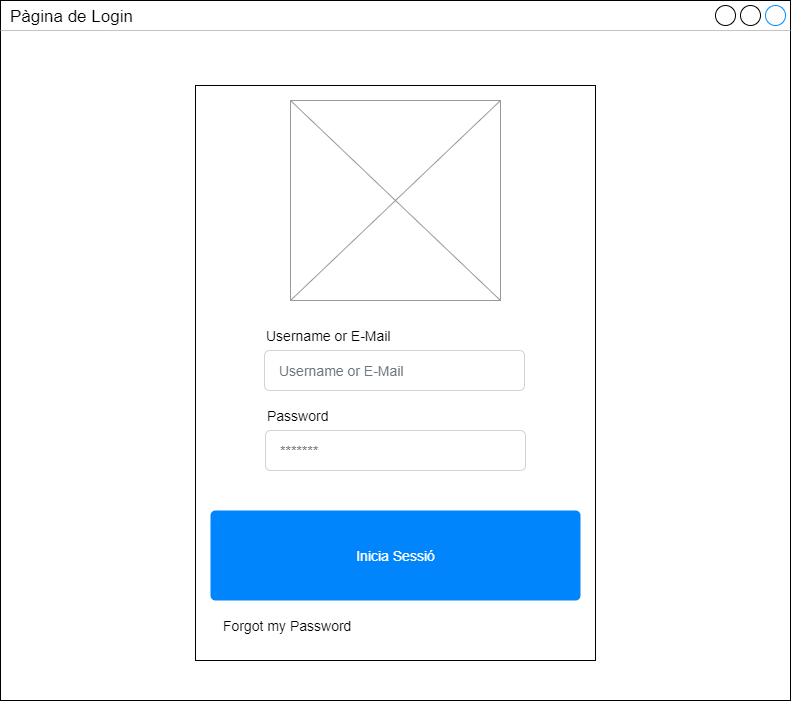 Pàgina de Login
Username or E-Mail
Username or E-Mail
Password
*******
Inicia Sessió
Forgot my Password